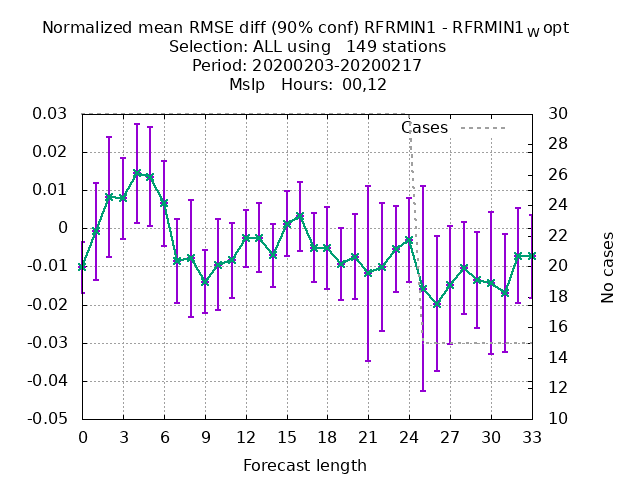 Normalized mean RMSE diff (90% conf) RFRMIN1 - RFRMIN1W opt
Selection: ALL using   149 stations
Period: 20200203-20200217
Mslp   Hours: 00,12
Cases
0.03
0.02
0.01
0
-0.01
-0.02
-0.03
-0.04
-0.05
30
28
26
24
22
20
18
16
14
12
10
No cases
0 3 6 9 12 15 18 21 24 27 30 33
Forecast length